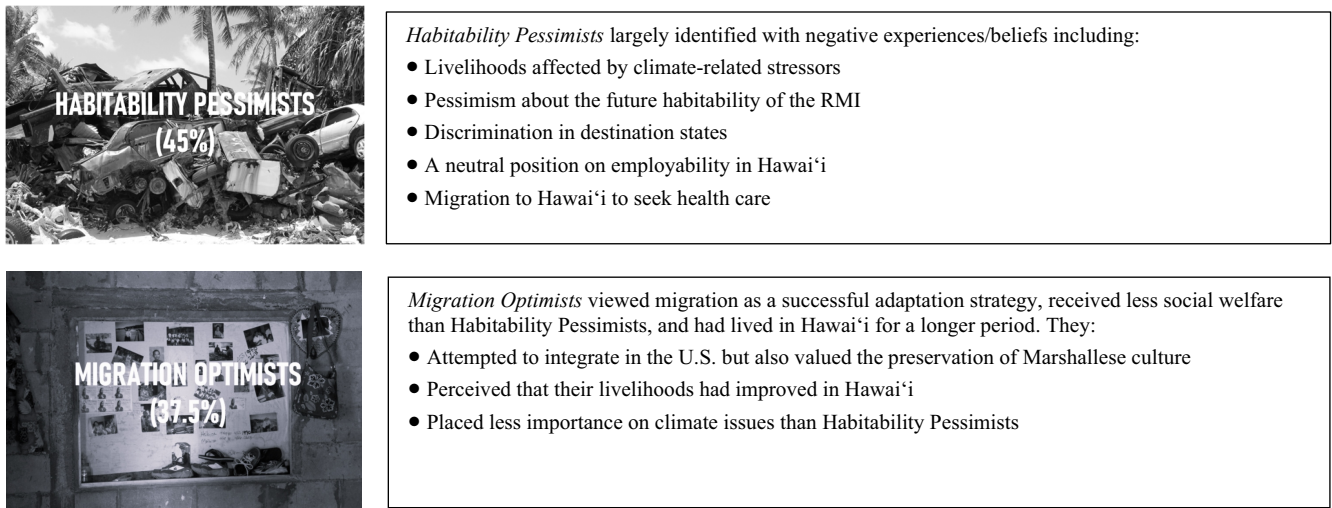 HABITABILITY PESSIMISTS
(45%)
Habitability Pessimists largely identified with negative experiences/beliefs including:
● Livelihoods affected by climate-related stressors
● Pessimism about the future habitability of the RMI
● Discrimination in destination states
● A neutral position on employability in Hawaiʻi
● Migration to Hawaiʻi to seek health care
MIGRATION OPTIMISTS
(37.5%)
Migration Optimists viewed migration as a successful adaptation strategy, received less social welfare
than Habitability Pessimists, and had lived in Hawaiʻi for a longer period. They:
● Attempted to integrate in the U.S. but also valued the preservation of Marshallese culture
● Perceived that their livelihoods had improved in Hawaiʻi
● Placed less importance on climate issues than Habitability Pessimists